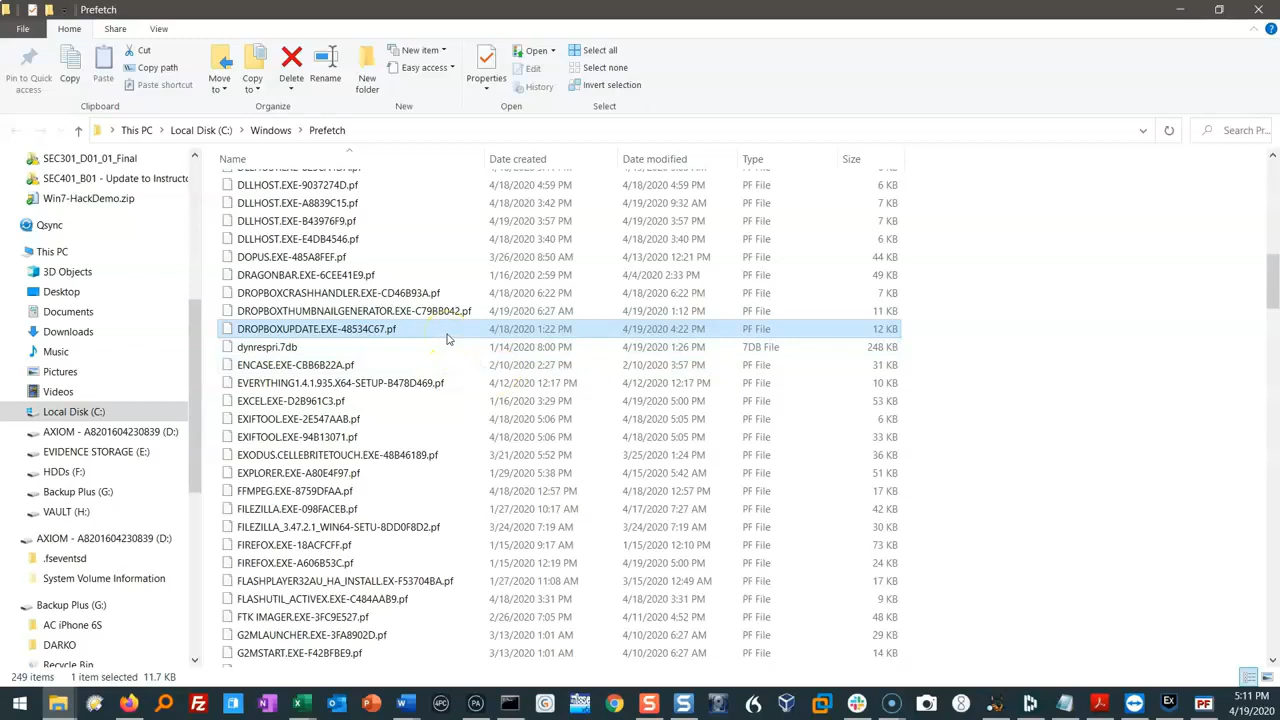 Prefetch
File Home Share View
Pin to Quick access
Copy
Paste
Cut
Copy path
Paste shortcut
Move to
Copy to
Delete
Rename
New folder
New item
Easy access
Properties
Open
Edit
History
Select all
Select none
Invert selection
Clipboard Organize New Open Select
This PC > Local Disk (C:) > Windows > Prefetch
Search Pr...
SEC301_D01_01_Final
SEC401_B01 - Update to Instructo
Win7-HackDemo.zip
Qsync
This PC
3D Objects
Desktop
Documents
Downloads
Music
Pictures
Videos
Local Disk (C:)
AXIOM - A8201604230839 (D:)
EVIDENCE STORAGE (E:)
HDDs (F:)
Backup Plus (G:)
VAULT (H:)
AXIOM - A8201604230839 (D:)
.fseventsd
System Volume Information
Backup Plus (G:)
AC iPhone 6S
DARKO
Recycle Bin
Name Date created Date modified Type Size
DLLHOST.EXE-9037274D.pf 4/18/2020 4:59 PM 4/18/2020 4:59 PM PF File 6 KB
DLLHOST.EXE-A8839C15.pf 4/18/2020 3:42 PM 4/19/2020 9:32 AM PF File 7 KB
DLLHOST.EXE-B43976F9.pf 4/19/2020 3:57 PM 4/19/2020 3:57 PM PF File 7 KB
DLLHOST.EXE-E4DB4546.pf 4/18/2020 3:40 PM 4/18/2020 3:40 PM PF File 6 KB
DOPUS.EXE-485A8FEF.pf 3/26/2020 8:50 AM 4/13/2020 12:21 PM PF File 44 KB
DRAGONBAR.EXE-6CEE41E9.pf 1/16/2020 2:59 PM 4/4/2020 2:33 PM PF File 49 KB
DROPBOXCRASHHANDLER.EXE-CD46B93A.pf 4/18/2020 6:22 PM 4/18/2020 6:22 PM PF File 7 KB
DROPBOXTHUMBNAILGENERATOR.EXE-C79BB042.pf 4/19/2020 6:27 AM 4/19/2020 1:12 PM PF File 11 KB
DROPBOXUPDATE.EXE-48534C67.pf 4/18/2020 1:22 PM 4/19/2020 4:22 PM PF File 12 KB
dynrespri.7db 1/14/2020 8:00 PM 4/19/2020 1:26 PM 7DB File 248 KB
ENCASE.EXE-CBB6B22A.pf 2/10/2020 2:27 PM 2/10/2020 3:57 PM PF File 31 KB
EVERYTHING1.4.1.935.X64-SETUP-B478D469.pf 4/12/2020 12:17 PM 4/12/2020 12:17 PM PF File 10 KB
EXCEL.EXE-D2B961C3.pf 1/16/2020 3:29 PM 4/19/2020 5:00 PM PF File 53 KB
EXIFTOOL.EXE-2E547AAB.pf 4/18/2020 5:06 PM 4/18/2020 5:05 PM PF File 6 KB
EXIFTOOL.EXE-94B13071.pf 4/18/2020 5:06 PM 4/18/2020 5:05 PM PF File 33 KB
EXODUS.CELLEBRITETOUCH.EXE-48B46189.pf 3/21/2020 5:52 PM 3/25/2020 1:24 PM PF File 36 KB
EXPLORER.EXE-A80E4F97.pf 1/29/2020 5:38 PM 4/15/2020 5:42 AM PF File 51 KB
FFMPEG.EXE-8759DFAA.pf 4/18/2020 12:57 PM 4/18/2020 12:57 PM PF File 17 KB
FILEZILLA.EXE-098FACEB.pf 1/27/2020 10:17 AM 4/17/2020 7:27 AM PF File 42 KB
FILEZILLA_3.47.2.1_WIN64-SETU-8DD0F8D2.pf 3/24/2020 7:19 AM 3/24/2020 7:19 AM PF File 30 KB
FIREFOX.EXE-18ACFCFF.pf 1/15/2020 9:17 AM 1/15/2020 12:10 PM PF File 73 KB
FIREFOX.EXE-A606B53C.pf 1/15/2020 12:19 PM 4/19/2020 5:00 PM PF File 24 KB
FLASHPLAYER32AU_HA_INSTALL.EX-F53704BA.pf 1/27/2020 11:08 AM 3/15/2020 12:49 AM PF File 17 KB
FLASHUTIL_ACTIVEX.EXE-C484AAB9.pf 4/18/2020 3:31 PM 4/18/2020 3:31 PM PF File 9 KB
FTK IMAGER.EXE-3FC9E527.pf 2/26/2020 7:05 PM 4/11/2020 4:52 PM PF File 48 KB
G2MLAUNCHER.EXE-3FA8902D.pf 3/13/2020 1:01 AM 4/10/2020 6:27 AM PF File 29 KB
G2MSTART.EXE-F42BFBE9.pf 3/13/2020 1:01 AM 4/10/2020 6:27 AM PF File 14 KB
249 items 1 item selected 11.7 KB
5:11 PM
4/19/2020